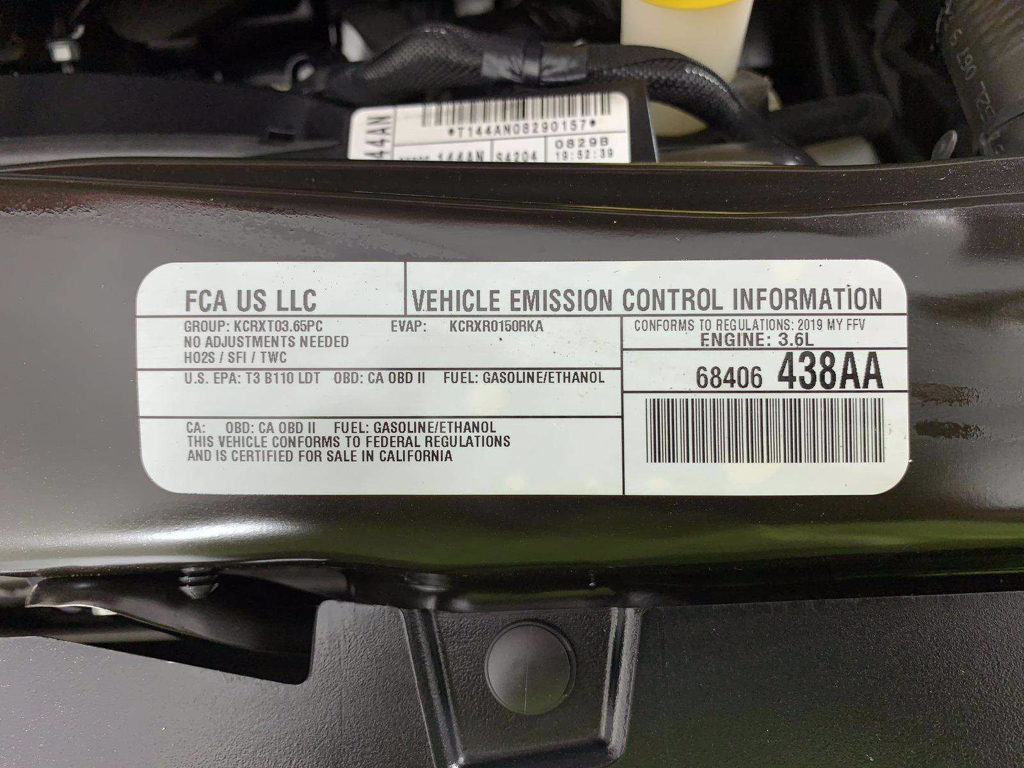 *T144AN08290157*
144AN
144AN S4204 0829B
19:52:39
FCA US LLC
VEHICLE EMISSION CONTROL INFORMATION
GROUP: KCRXT03.65PC EVAP: KCRXR0150RKA
NO ADJUSTMENTS NEEDED
HO2S / SFI / TWC
CONFORMS TO REGULATIONS: 2019 MY FFV
ENGINE: 3.6L
U.S. EPA: T3 B110 LDT OBD: CA OBD II FUEL: GASOLINE/ETHANOL
68406 438AA
CA: OBD: CA OBD II FUEL: GASOLINE/ETHANOL
THIS VEHICLE CONFORMS TO FEDERAL REGULATIONS
AND IS CERTIFIED FOR SALE IN CALIFORNIA